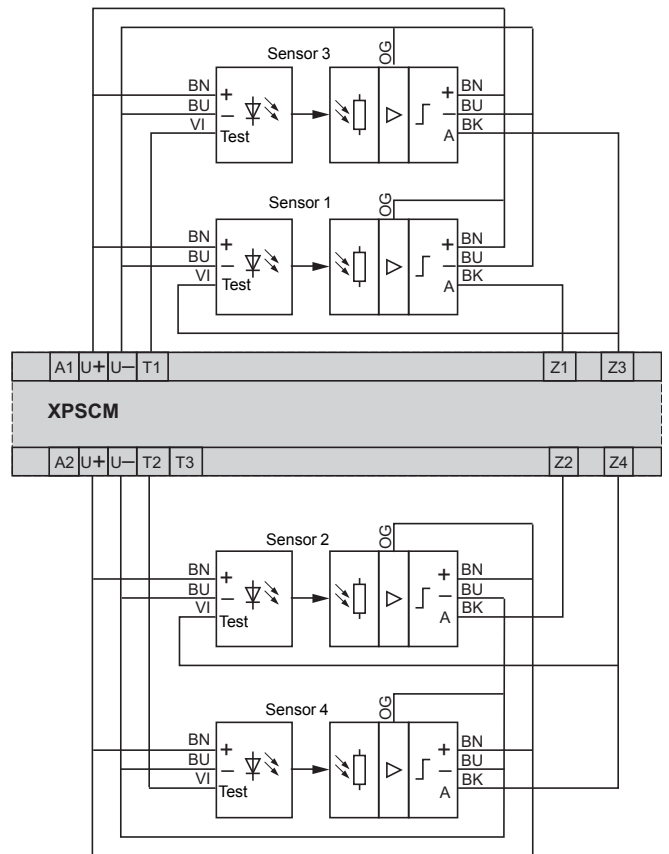 Sensor 3
OG
BN
BU
VI
+
−
Test
+
−
A
BN
BU
BK
Sensor 1
OG
BN
BU
VI
+
−
Test
+
−
A
BN
BU
BK
A1 U+ U− T1 Z1 Z3
XPSCM
A2 U+ U− T2 T3 Z2 Z4
Sensor 2
OG
BN
BU
VI
+
−
Test
+
−
A
BN
BU
BK
Sensor 4
OG
BN
BU
VI
+
−
Test
+
−
A
BN
BU
BK